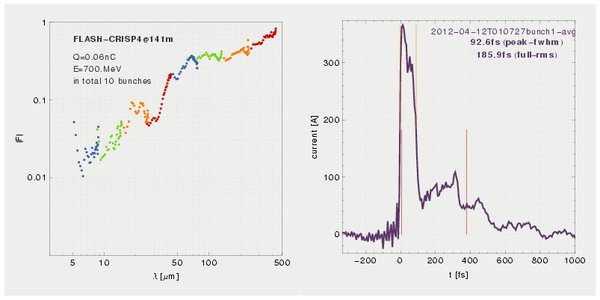 FLASH-CRISP4@141m
Q=0.06nC
E=700.MeV
in total 10 bunches
|F|
1
0.1
0.01
5
10
50
100
500
λ [μm]
2012-04-12T010727bunch1-avg
92.6fs (peak-fwhm)
185.9fs (full-rms)
current [A]
300
200
100
0
-200
0
200
400
600
800
1000
t [fs]